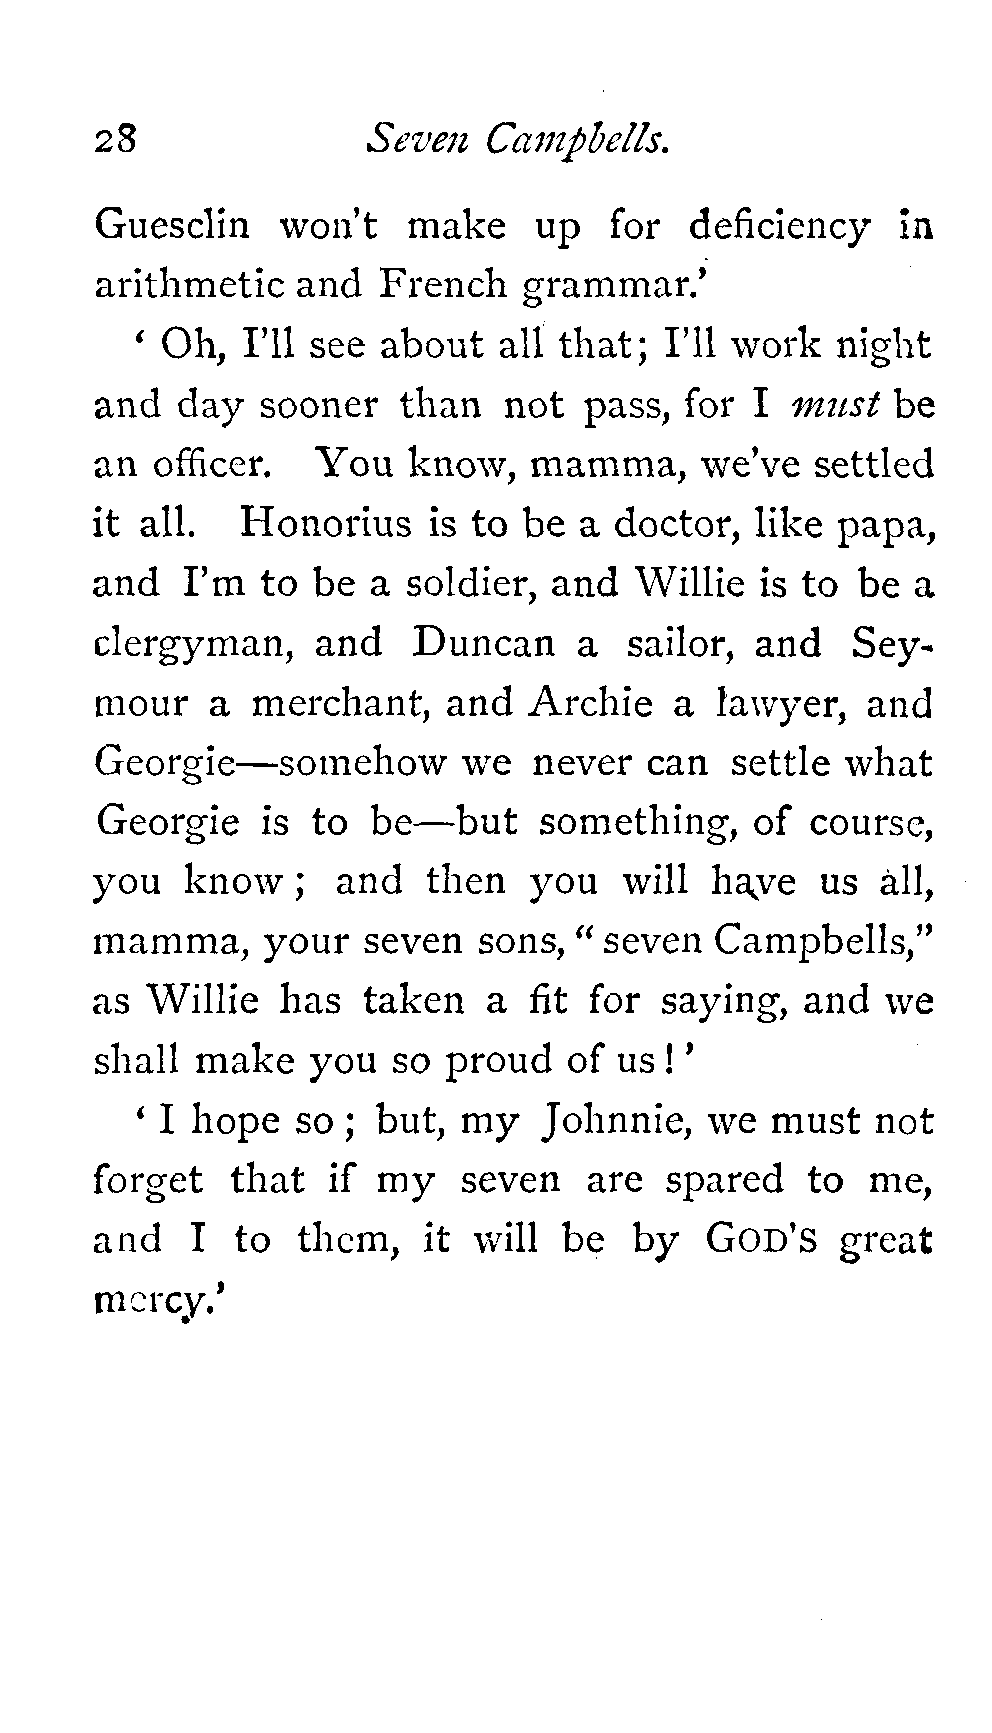 28 Seven Campbells.
Guesclin won't make up for deficiency in
arithmetic and French grammar.'
' Oh, I'll see about all that; I'll work night
and day sooner than not pass, for I must be
an officer. You know, mamma, we've settled
it all. Honorius is to be a doctor, like papa,
and I'm to be a soldier, and Willie is to be a
clergyman, and Duncan a sailor, and Sey-
mour a merchant, and Archie a lawyer, and
Georgie—somehow we never can settle what
Georgie is to be—but something, of course,
you know ; and then you will have us all,
mamma, your seven sons, " seven Campbells,"
as Willie has taken a fit for saying, and we
shall make you so proud of us ! '
' I hope so ; but, my Johnnie, we must not
forget that if my seven are spared to me,
and I to them, it will be by GOD'S great
mercy.'